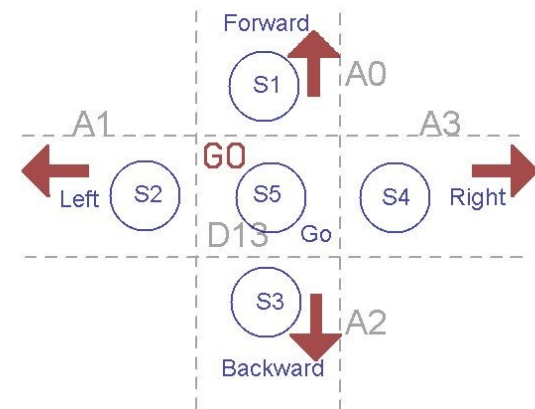 Forward
S1
A0
A1
A3
GO
Left
S2
S5
S4
Right
D13
Go
S3
A2
Backward